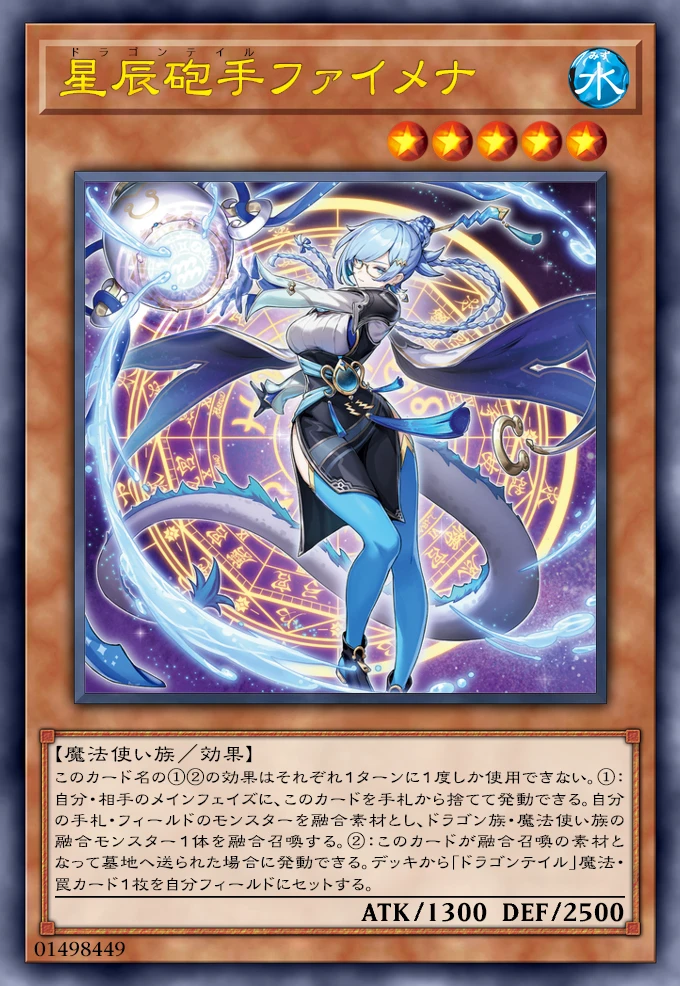 ドラゴンテイル
星辰砲手ファイメナ
みず
水
【魔法使い族／効果】
このカード名の①②の効果はそれぞれ１ターンに１度しか使用できない。①：
自分・相手のメインフェイズに、このカードを手札から捨てて発動できる。自分
の手札・フィールドのモンスターを融合素材とし、ドラゴン族・魔法使い族の
融合モンスター１体を融合召喚する。②：このカードが融合召喚の素材と
なって墓地へ送られた場合に発動できる。デッキから「ドラゴンテイル」魔法・
罠カード１枚を自分フィールドにセットする。
ATK/1300 DEF/2500
01498449